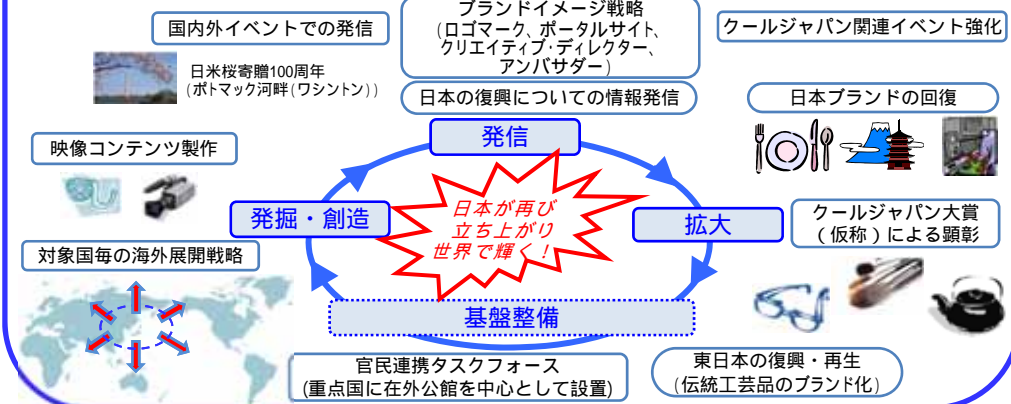 国内外イベントでの発信
日米桜寄贈100周年
(ポトマック河畔(ワシントン))
ブランドイメージ戦略
(ロゴマーク、ポータルサイト、
クリエイティブ・ディレクター、
アンバサダー)
日本の復興についての情報発信
クールジャパン関連イベント強化
日本ブランドの回復
映像コンテンツ製作
発信
発掘・創造
日本が再び
立ち上がり
世界で輝く!
拡大
クールジャパン大賞
(仮称)による顕彰
対象国毎の海外展開戦略
基盤整備
官民連携タスクフォース
(重点国に在外公館を中心として設置)
東日本の復興・再生
(伝統工芸品のブランド化)